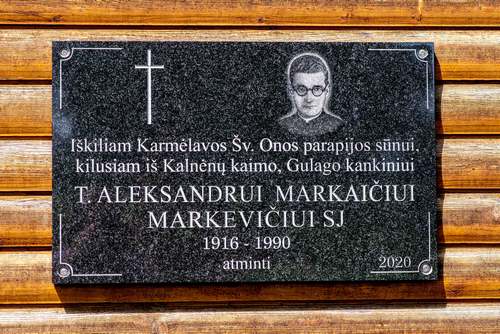 Iškiliam Karmėlavos Šv. Onos parapijos sūnui,
kilusiam iš Kalnėnų kaimo, Gulago kankiniui
T. ALEKSANDRUI MARKAIČIUI
MARKEVIČIUI SJ
1916 - 1990
atminti
2020